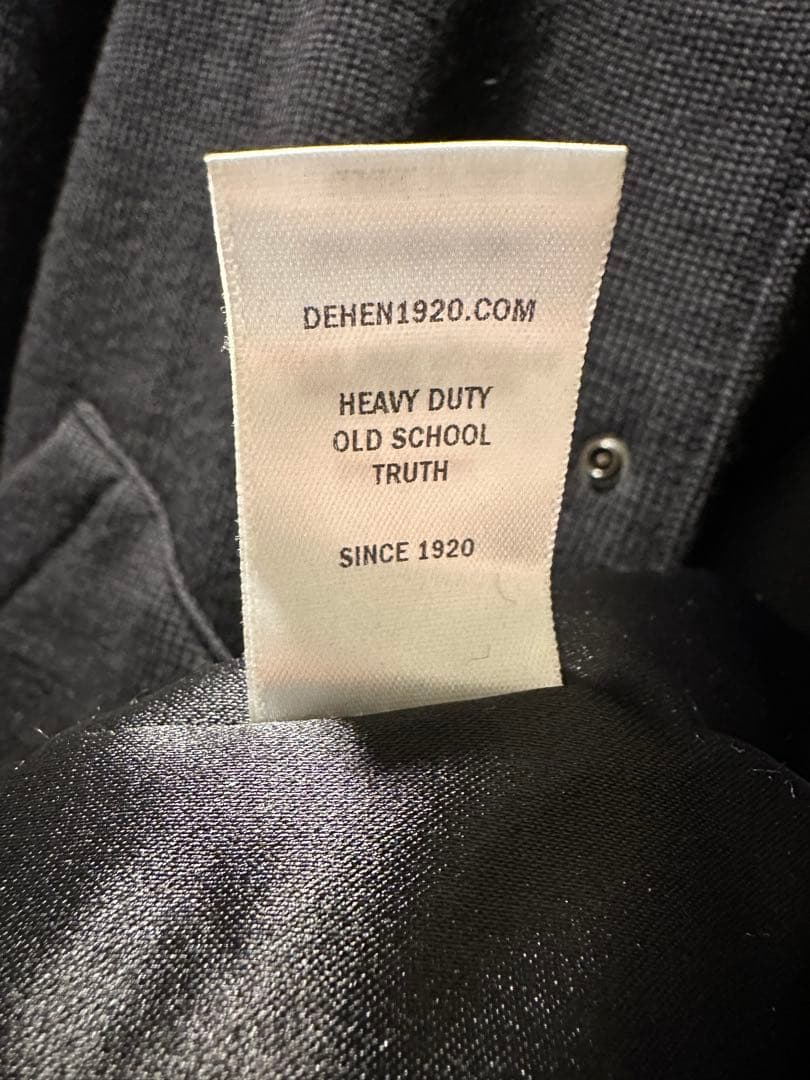 DEHEN1920.COM
HEAVY DUTY
OLD SCHOOL
TRUTH
SINCE 1920